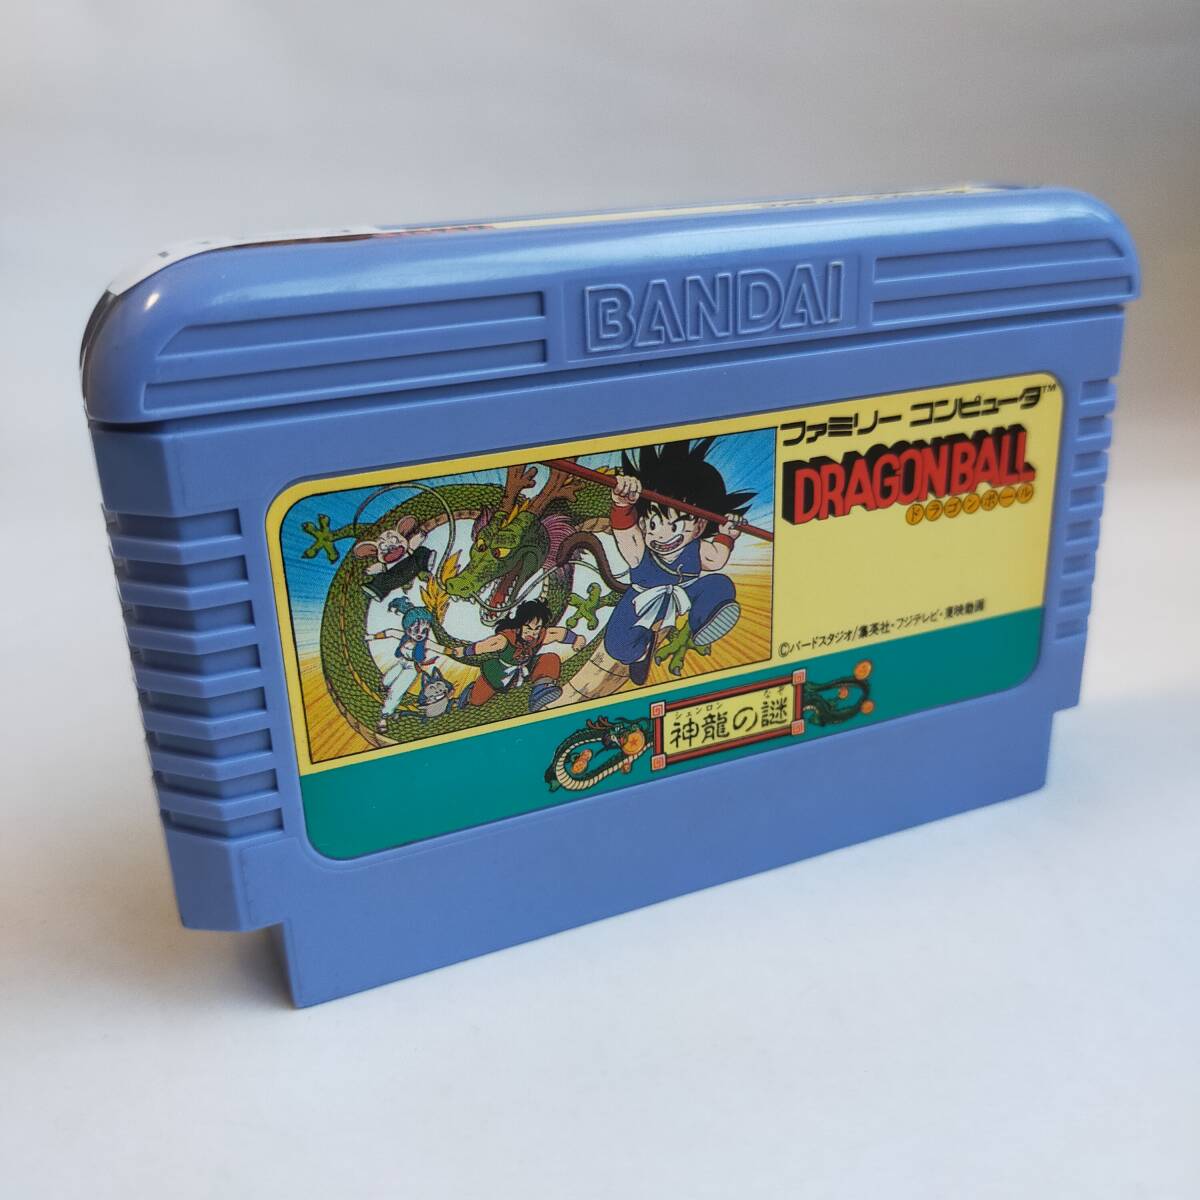 BANDAI
ファミリー コンピュータ™
DRAGON BALL
ドラゴンボール
©バードスタジオ/集英社・フジテレビ・東映動画
シェンロン なぞ
神龍の謎